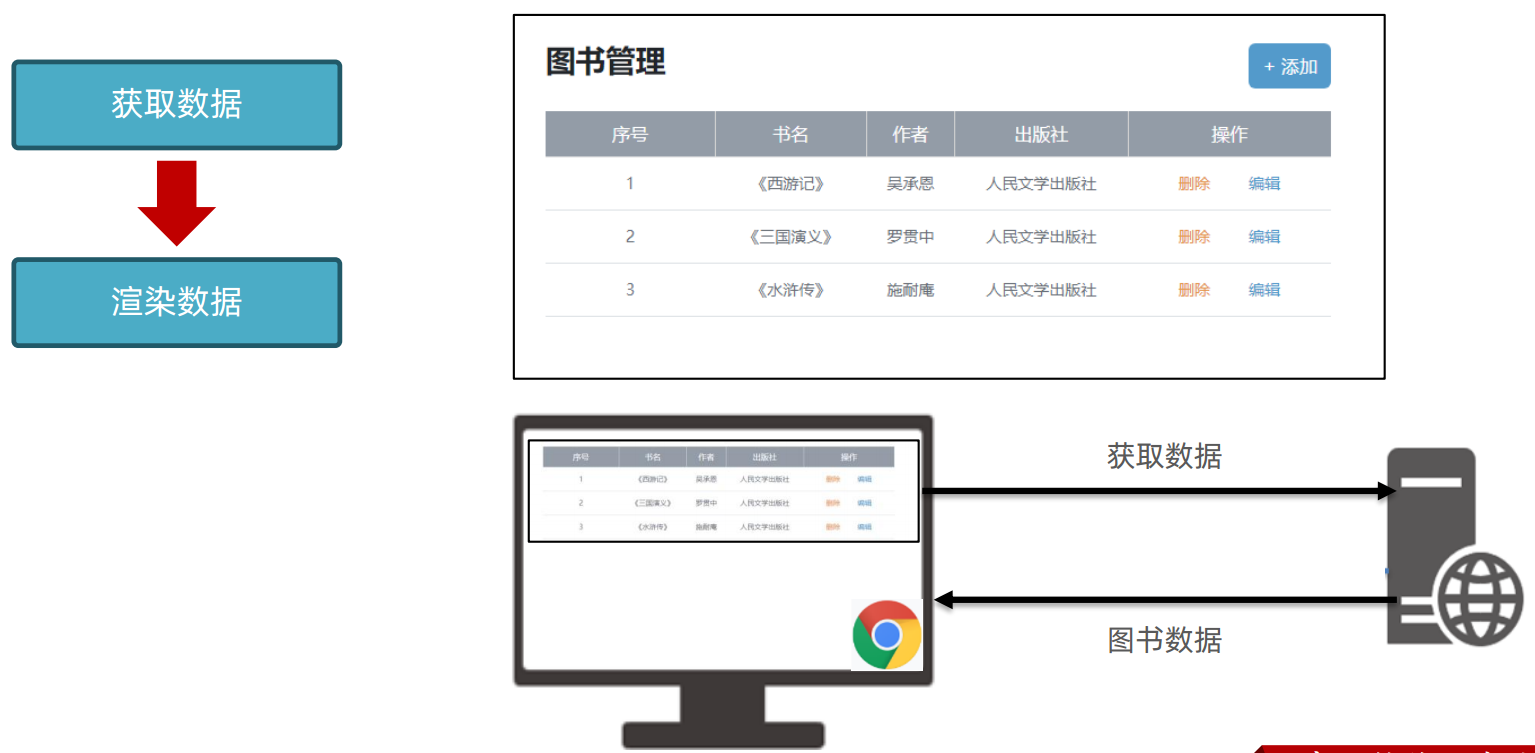 获取数据
渲染数据
图书管理
+ 添加
序号 书名 作者 出版社 操作
1 《西游记》 吴承恩 人民文学出版社 删除 编辑
2 《三国演义》 罗贯中 人民文学出版社 删除 编辑
3 《水浒传》 施耐庵 人民文学出版社 删除 编辑
序号 书名 作者 出版社 操作
1 《西游记》 吴承恩 人民文学出版社 删除 编辑
2 《三国演义》 罗贯中 人民文学出版社 删除 编辑
3 《水浒传》 施耐庵 人民文学出版社 删除 编辑
获取数据
图书数据